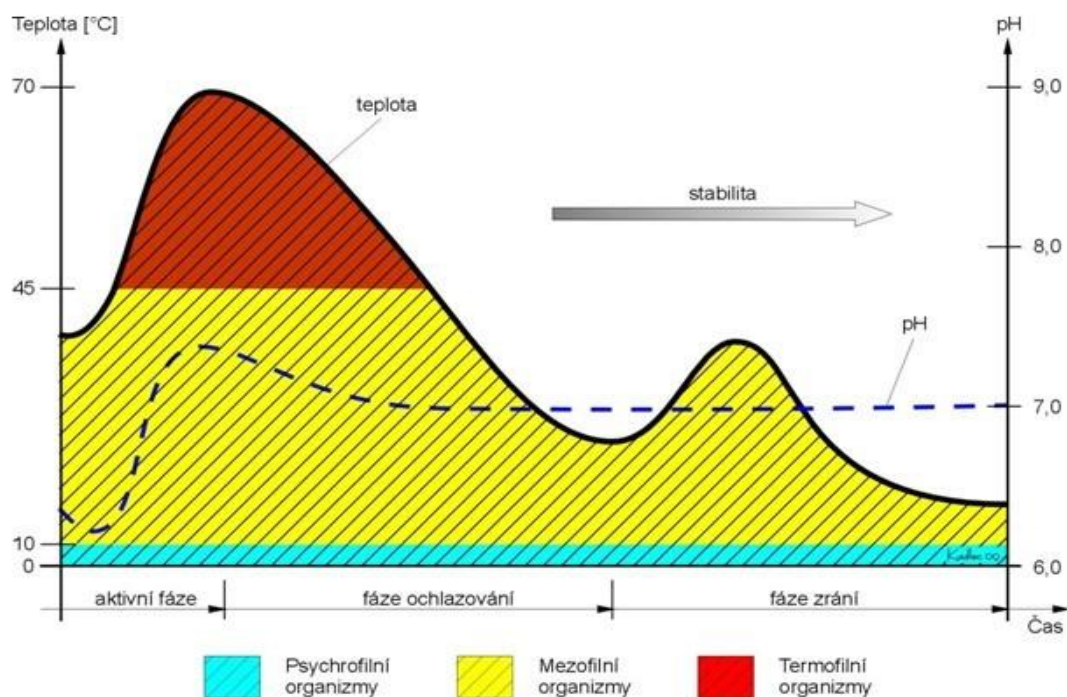 Teplota [°C]
pH
70
9,0
teplota
stabilita
8,0
45
pH
7,0
10
0
6,0
aktivní fáze
fáze ochlazování
fáze zrání
Čas
Psychrofilní
organizmy
Mezofilní
organizmy
Termofilní
organizmy